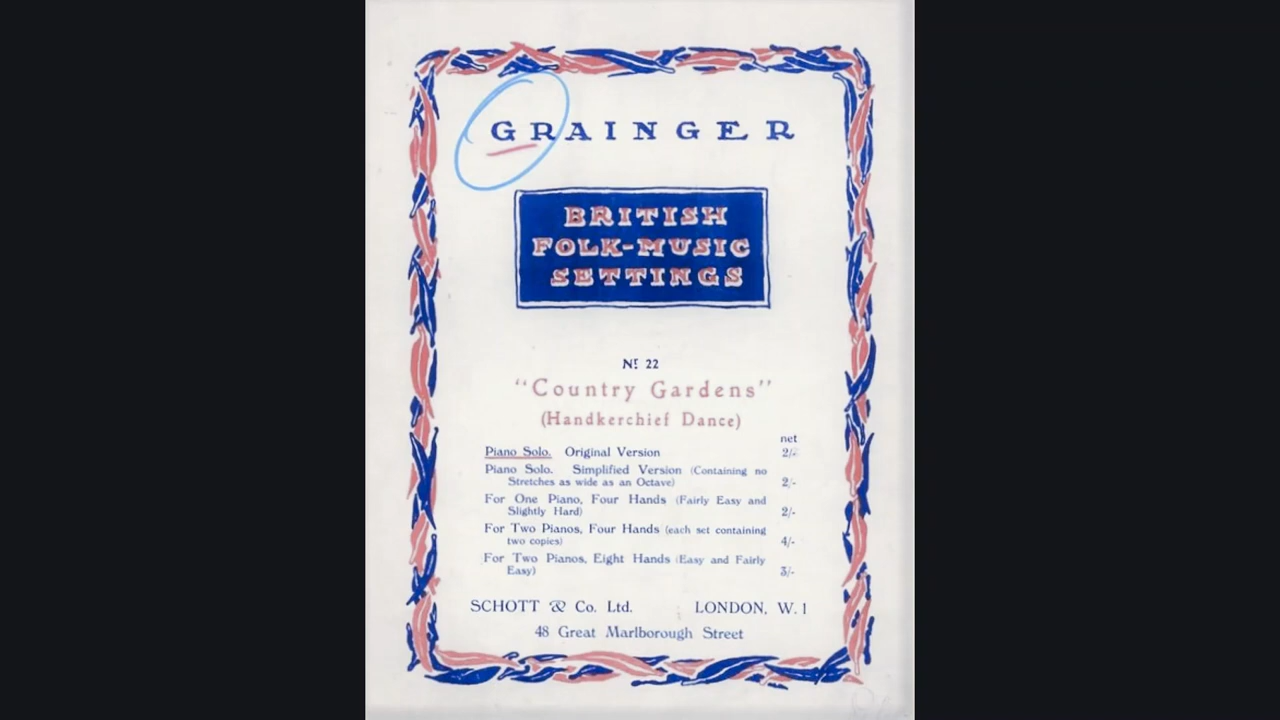 GRAINGER
BRITISH
FOLK-MUSIC
SETTINGS
Nr. 22
"Country Gardens"
(Handkerchief Dance)
net
Piano Solo. Original Version 2/-
Piano Solo. Simplified Version (Containing no
Stretches as wide as an Octave) 2/-
For One Piano, Four Hands (Fairly Easy and
Slightly Hard) 2/-
For Two Pianos, Four Hands (each set containing
two copies) 4/-
For Two Pianos, Eight Hands (Easy and Fairly
Easy) 3/-
SCHOTT & Co. Ltd. LONDON, W. 1
48 Great Marlborough Street